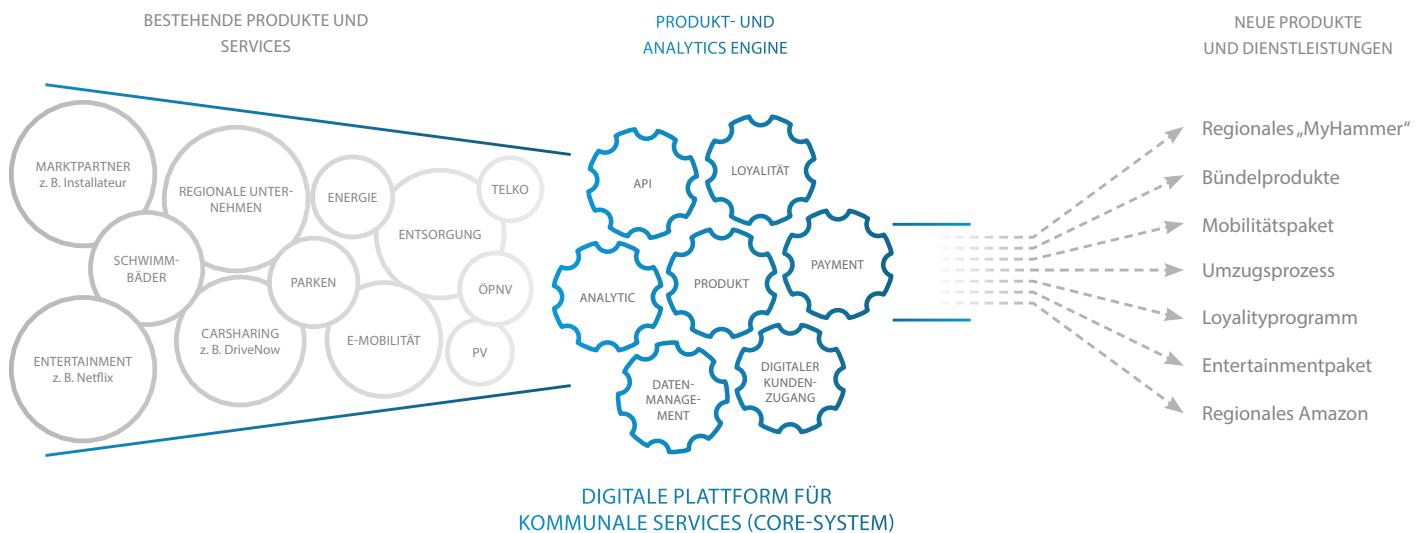 BESTEHENDE PRODUKTE UND
SERVICES
PRODUKT- UND
ANALYTICS ENGINE
NEUE PRODUKTE
UND DIENSTLEISTUNGEN
MARKTPARTNER
z. B. Installateur
REGIONALE UNTER-
NEHMEN
ENERGIE
TELKO
ENTSORGUNG
SCHWIMM-
BÄDER
PARKEN
ÖPNV
ENTERTAINMENT
z. B. Netflix
CARSHARING
z. B. DriveNow
E-MOBILITÄT
PV
API
LOYALITÄT
ANALYTIC
PRODUKT
PAYMENT
DATEN-
MANAGE-
MENT
DIGITALER
KUNDEN-
ZUGANG
Regionales „MyHammer“
Bündelprodukte
Mobilitätspaket
Umzugsprozess
Loyalityprogramm
Entertainmentpaket
Regionales Amazon
DIGITALE PLATTFORM FÜR
KOMMUNALE SERVICES (CORE-SYSTEM)